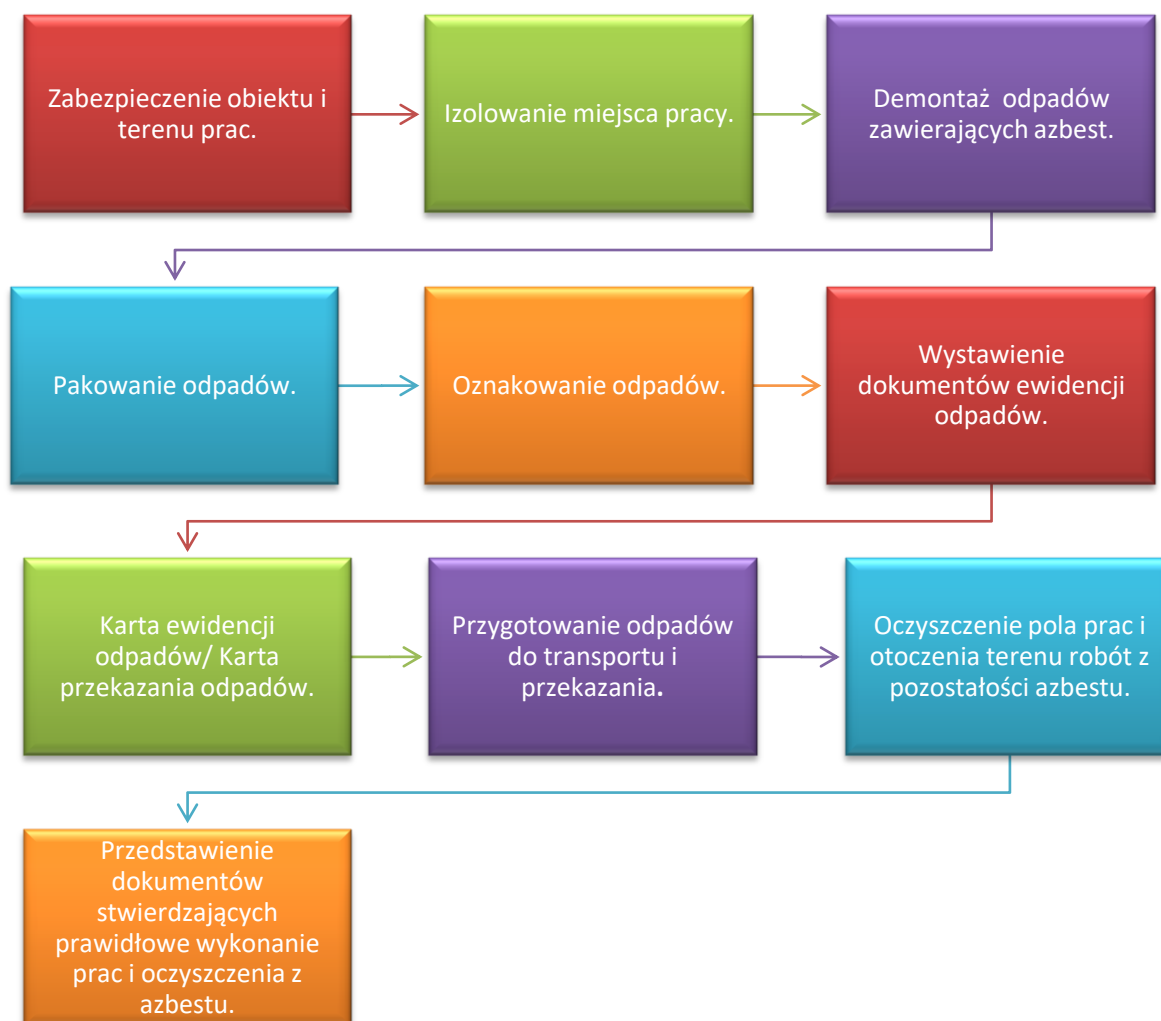 Zabezpieczenie obiektu i
terenu prac.
Izolowanie miejsca pracy.
Demontaż odpadów
zawierających azbest.
Pakowanie odpadów.
Oznakowanie odpadów.
Wystawienie
dokumentów ewidencji
odpadów.
Karta ewidencji
odpadów/ Karta
przekazania odpadów.
Przygotowanie odpadów
do transportu i
przekazania.
Oczyszczenie pola prac i
otoczenia terenu robót z
pozostałości azbestu.
Przedstawienie
dokumentów
stwierdzających
prawidłowe wykonanie
prac i oczyszczenia z
azbestu.